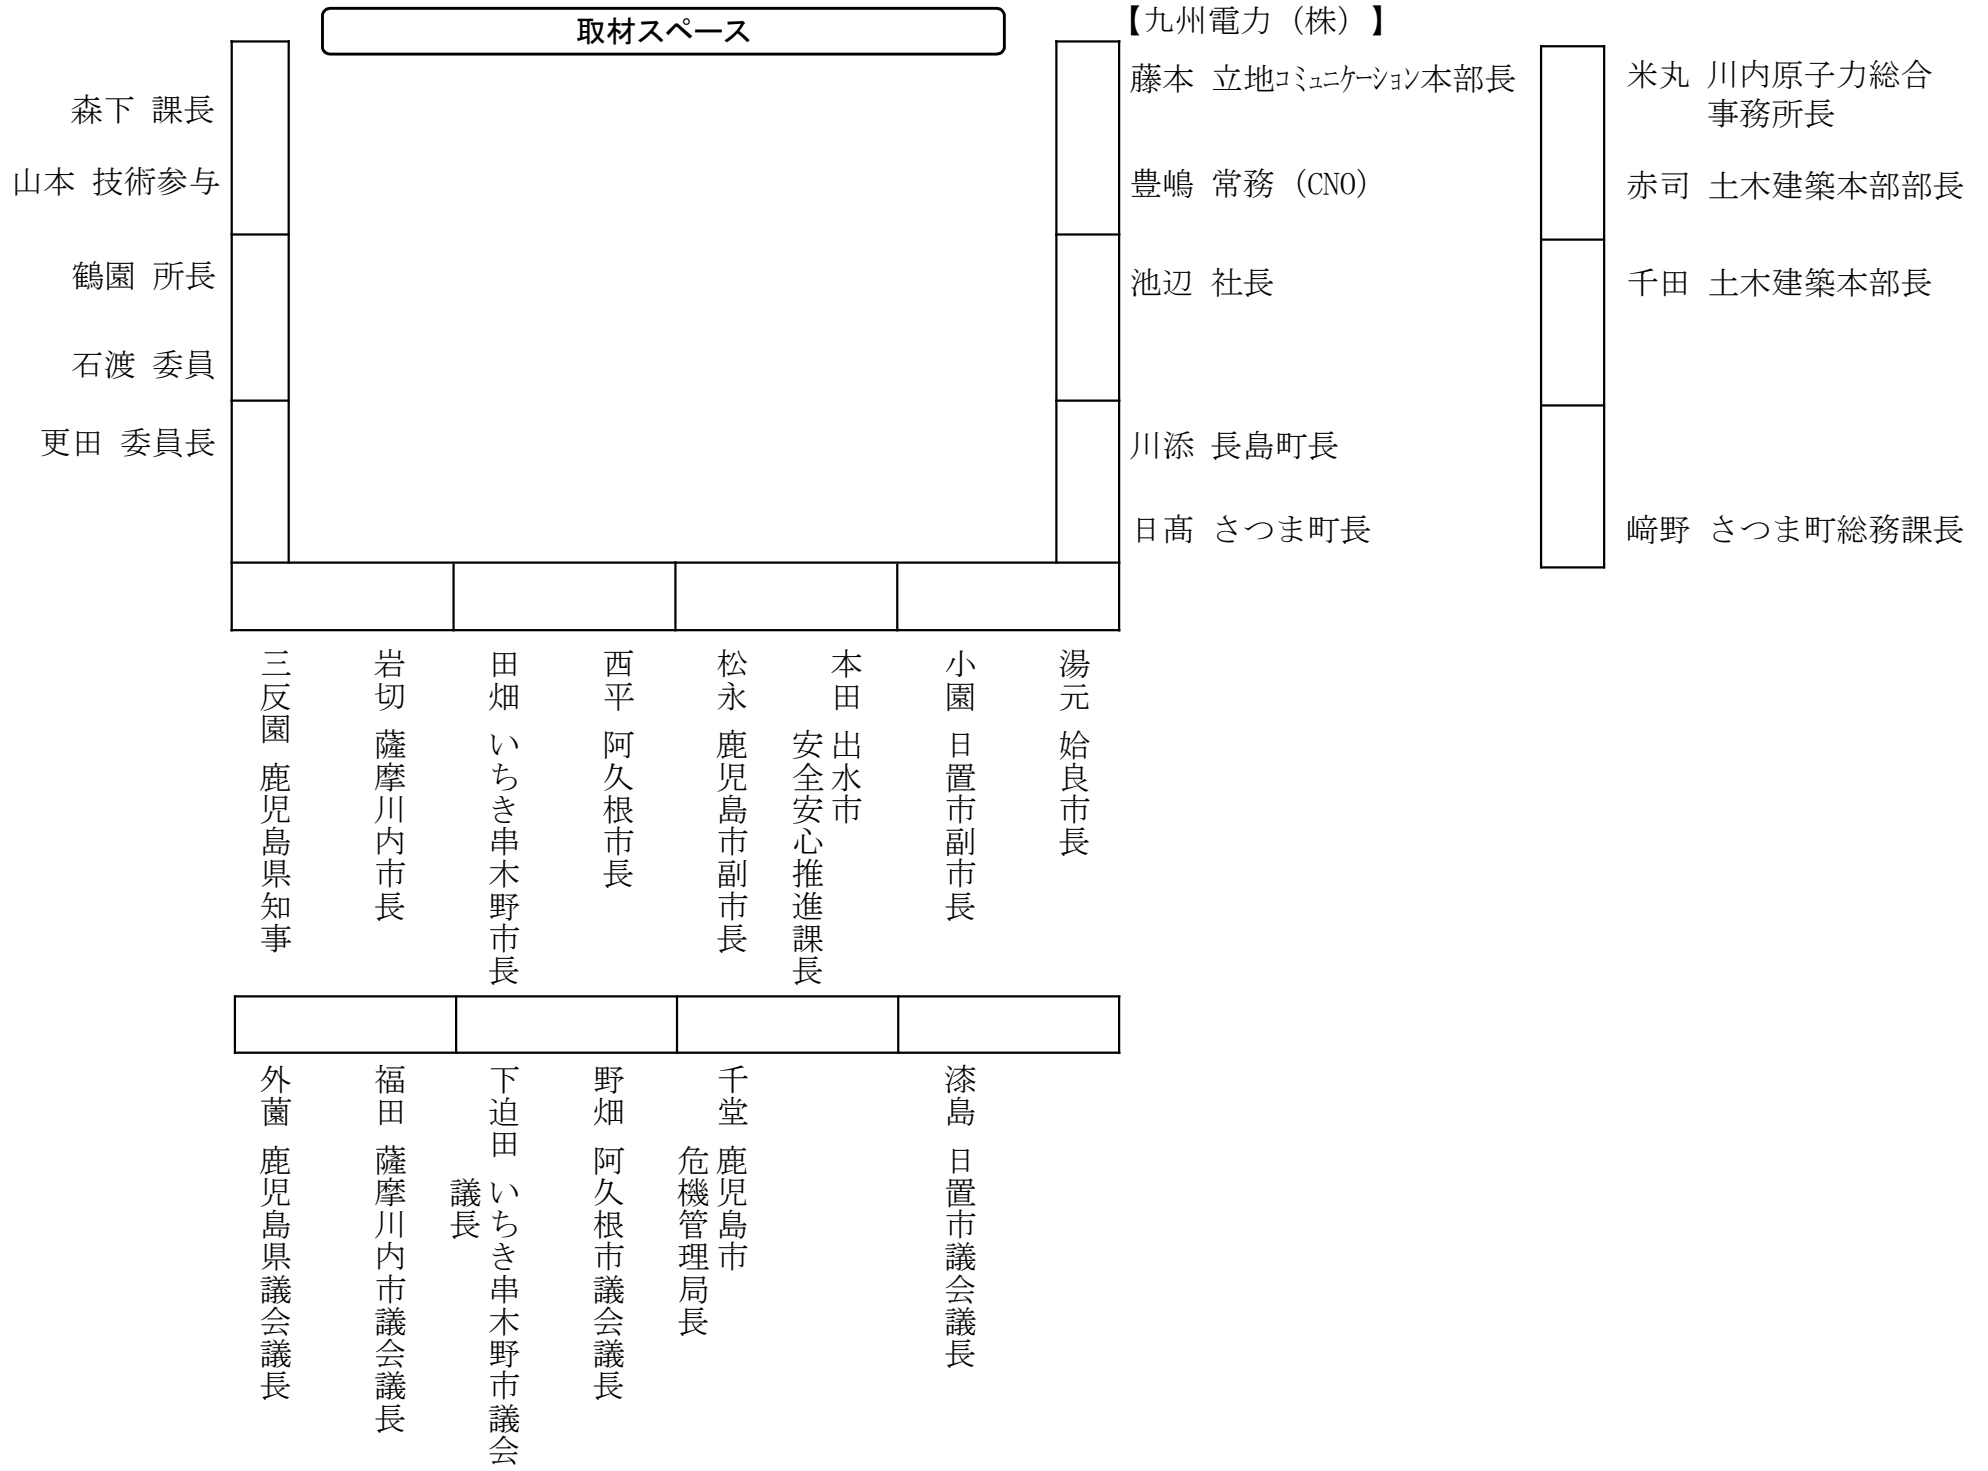 取材スペース
【九州電力（株）】
森下 課長
山本 技術参与
鶴園 所長
石渡 委員
更田 委員長
藤本 立地ｺﾐｭﾆｹｰｼｮﾝ本部長
豊嶋 常務（CNO）
池辺 社長
川添 長島町長
日髙 さつま町長
米丸 川内原子力総合
事務所長
赤司 土木建築本部部長
千田 土木建築本部長
﨑野 さつま町総務課長
三反園 鹿児島県知事
岩切 薩摩川内市長
田畑 いちき串木野市長
西平 阿久根市長
松永 鹿児島市副市長
本田 出水市
安全安心推進課長
小園 日置市副市長
湯元 姶良市長
外薗 鹿児島県議会議長
福田 薩摩川内市議会議長
下迫田 いちき串木野市議会
議長
野畑 阿久根市議会議長
千堂 鹿児島市
危機管理局長
漆島 日置市議会議長